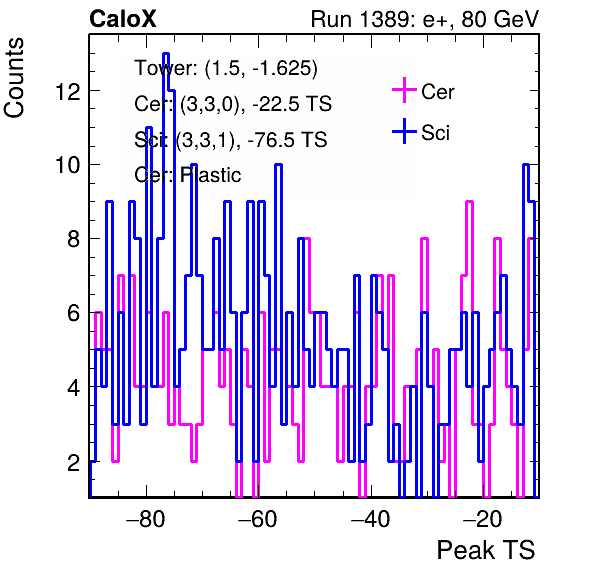 CaloX Run 1389: e+, 80 GeV
Counts
Tower: (1.5, -1.625)
Cer: (3,3,0), -22.5 TS
Sci: (3,3,1), -76.5 TS
Cer: Plastic
Cer
Sci
12
10
8
6
4
2
−80 −60 −40 −20
Peak TS